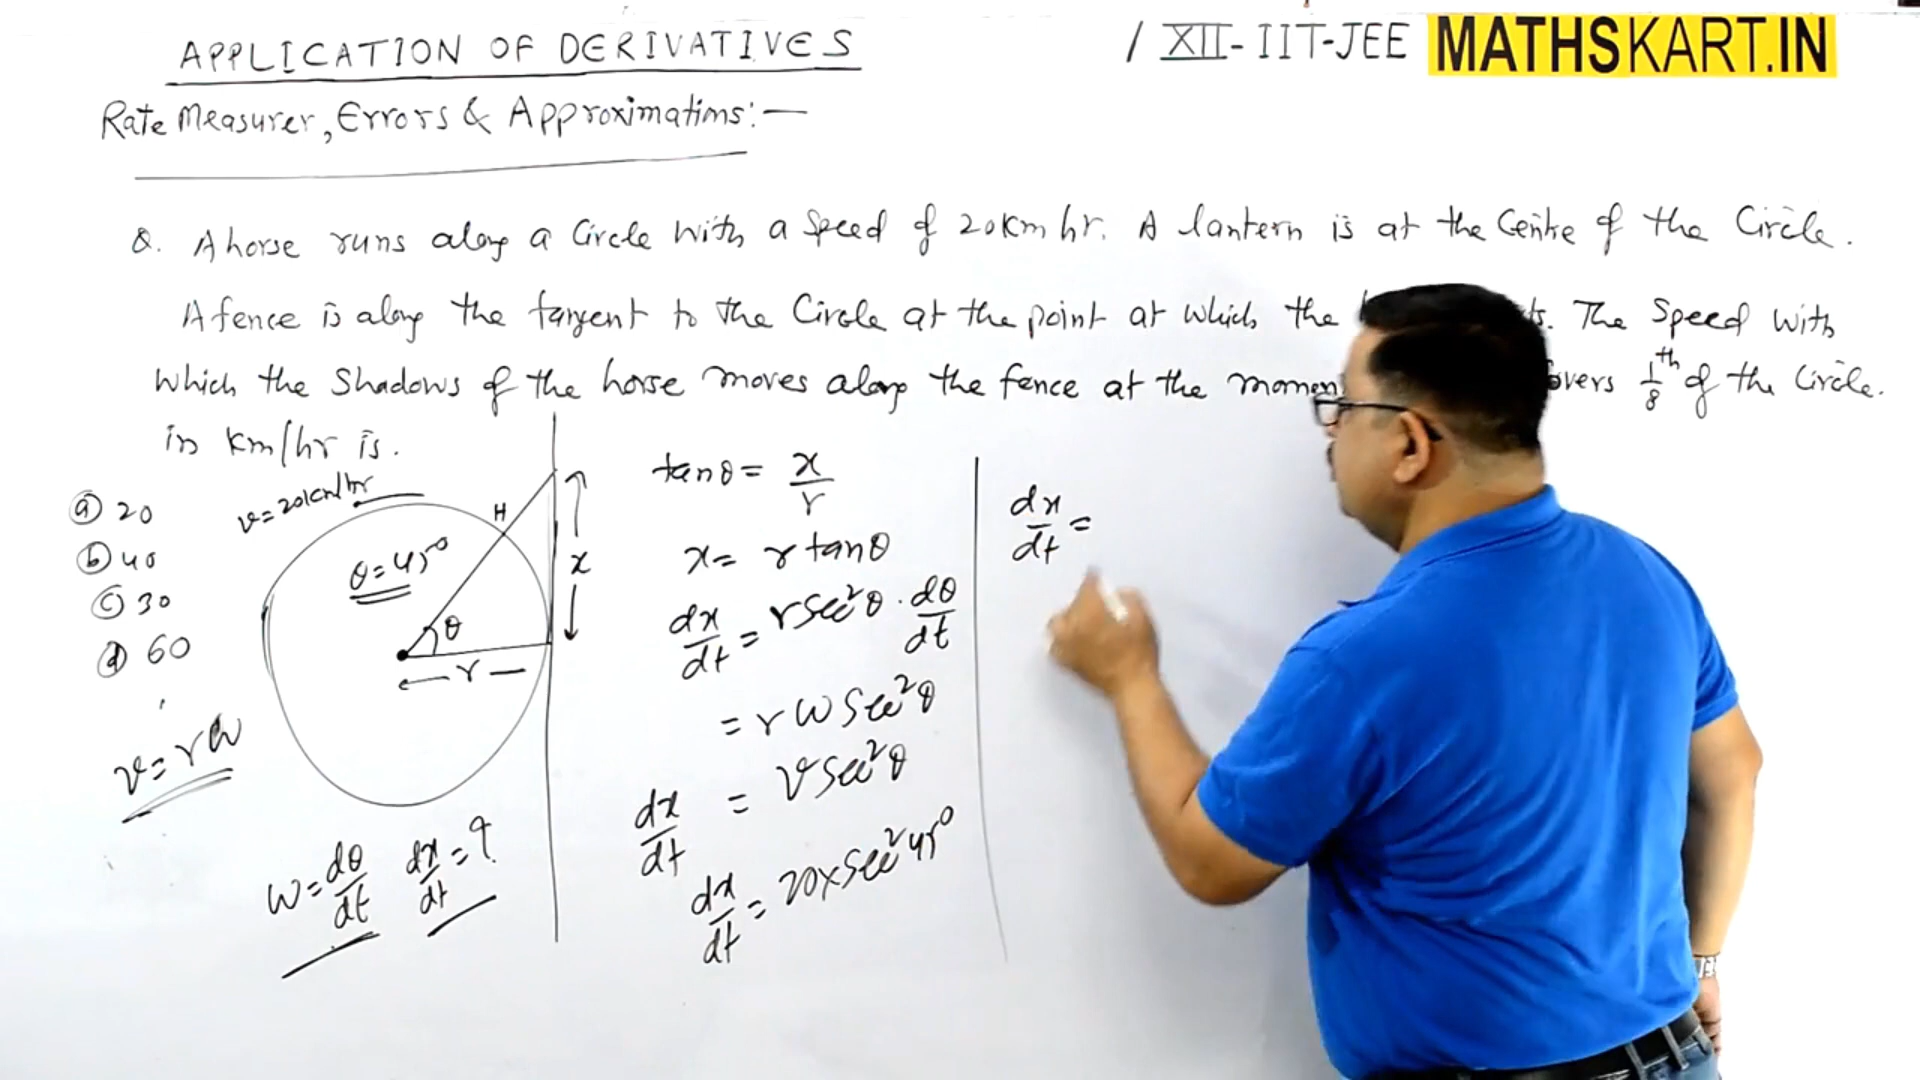 APPLICATION OF DERIVATIVES
/ XII - IIT-JEE MATHSKART.IN
Rate Measurer, Errors & Approximations:—
Q. A horse runs along a Circle with a Speed of 20km hr. A lantern is at the Centre of the Circle.
A fence is along the tangent to the Circle at the point at which the The Speed with
which the Shadows of the horse moves along the fence at the covers 1/8 th of the Circle.
in km/hr is.
(a) 20
(b) 40
(c) 30
(d) 60
v=20km/hr
H
θ=45°
θ
x
r
v=rω
ω=dθ/dt dx/dt=?
tanθ= x/r
x= r tanθ
dx/dt = r sec²θ . dθ/dt
= r ω sec²θ
dx/dt = v sec²θ
dx/dt = 20×sec²45°
dx/dt =